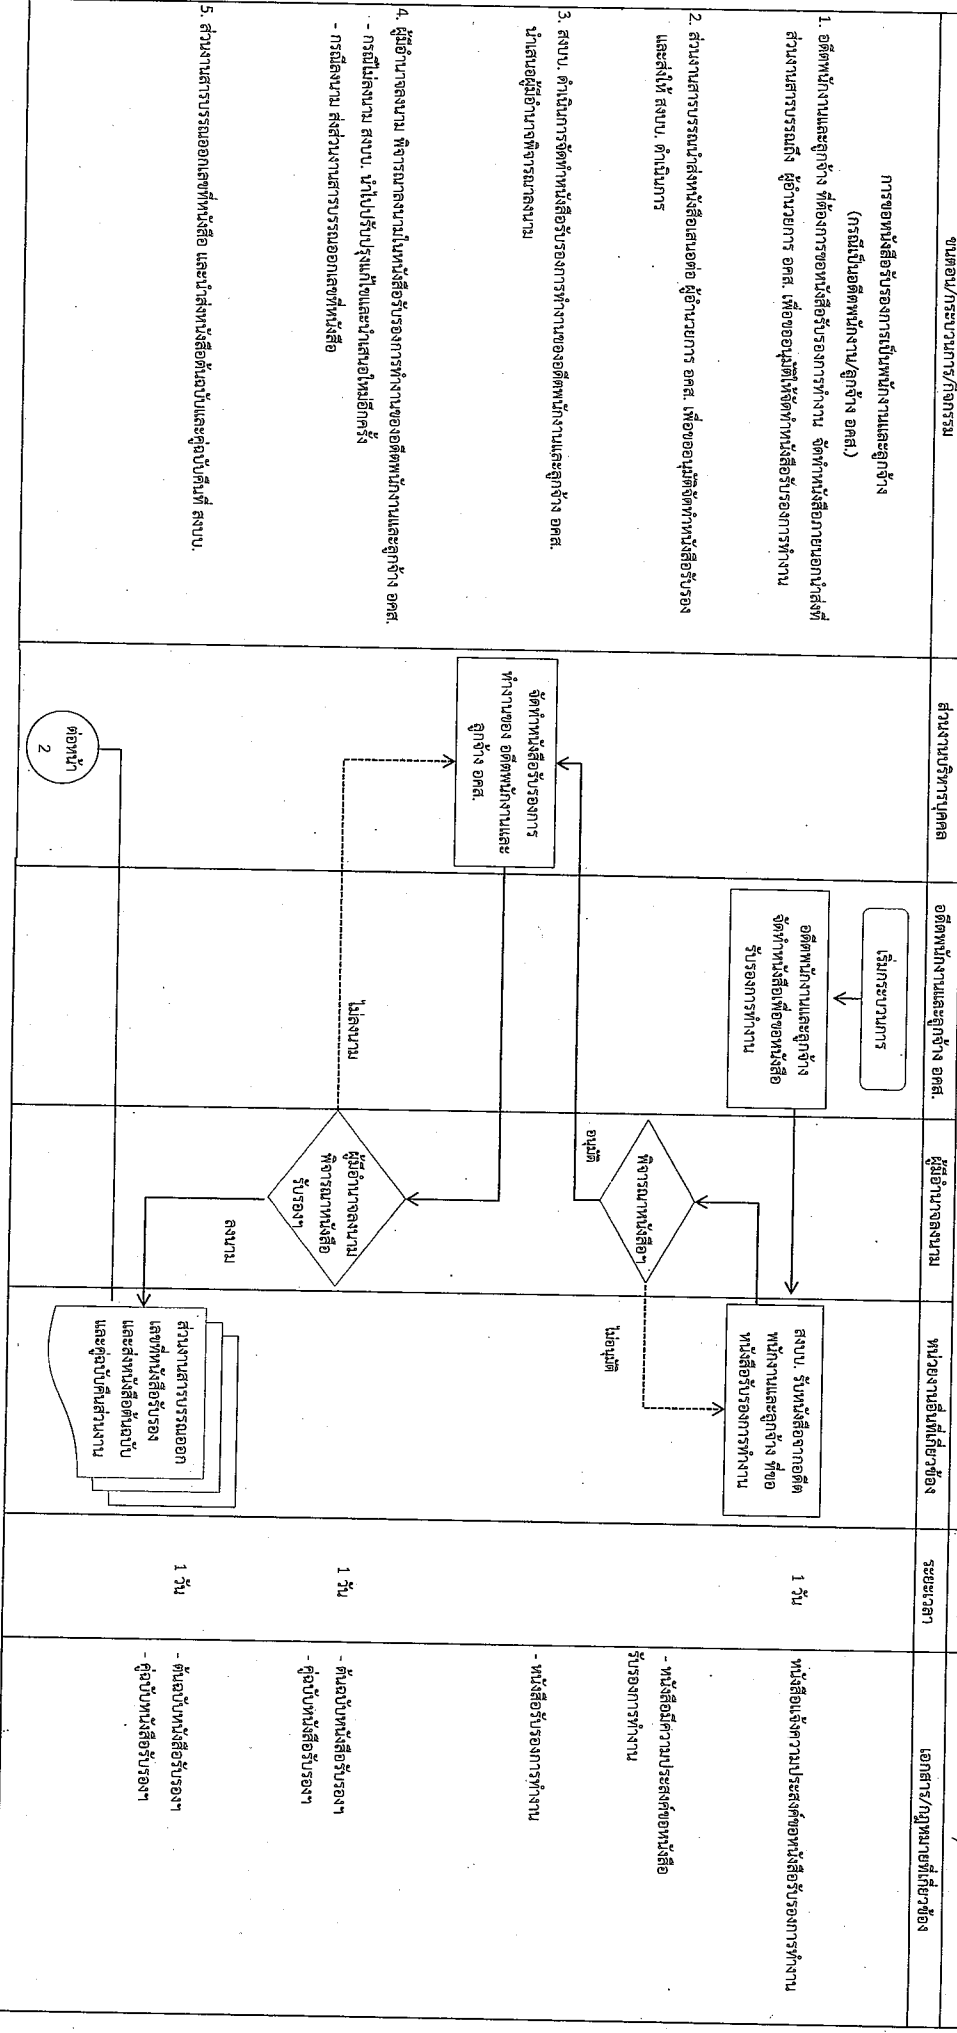 ขั้นตอน/กระบวนการ/กิจกรรม
ส่วนงานบริหารบุคคล
อดีตพนักงานและลูกจ้าง อคส.
ผู้มีอำนาจลงนาม
หน่วยงานอื่นที่เกี่ยวข้อง
ระยะเวลา
เอกสาร/กฎหมายที่เกี่ยวข้อง
การขอหนังสือรับรองการเป็นพนักงานและลูกจ้าง
(กรณีเป็นอดีตพนักงาน/ลูกจ้าง อคส.)
1. อดีตพนักงานและลูกจ้าง ที่ต้องการขอหนังสือรับรองการทำงาน จัดทำหนังสือภายนอกนำส่งที่
ส่วนงานสารบรรณถึง ผู้อำนวยการ อคส. เพื่อขออนุมัติให้จัดทำหนังสือรับรองการทำงาน
2. ส่วนงานสารบรรณนำส่งหนังสือเสนอต่อ ผู้อำนวยการ อคส. เพื่อขออนุมัติจัดทำหนังสือรับรอง
และส่งให้ สงบบ. ดำเนินการ
3. สงบบ. ดำเนินการจัดทำหนังสือรับรองการทำงานของอดีตพนักงานและลูกจ้าง อคส.
นำเสนอผู้มีอำนาจพิจารณาลงนาม
4. ผู้มีอำนาจลงนาม พิจารณาลงนามในหนังสือรับรองการทำงานของอดีตพนักงานและลูกจ้าง อคส.
- กรณีไม่ลงนาม สงบบ. นำไปปรับปรุงแก้ไขและนำเสนอใหม่อีกครั้ง
- กรณีลงนาม ส่งส่วนงานสารบรรณออกเลขที่หนังสือ
5. ส่วนงานสารบรรณออกเลขที่หนังสือ และนำส่งหนังสือต้นฉบับและคู่ฉบับคืนที่ สงบบ.
เริ่มกระบวนการ
อดีตพนักงานและลูกจ้าง
จัดทำหนังสือเพื่อขอหนังสือ
รับรองการทำงาน
สงบบ. รับหนังสือจากอดีต
พนักงานและลูกจ้าง ที่ขอ
หนังสือรับรองการทำงาน
1 วัน
หนังสือแจ้งความประสงค์ขอหนังสือรับรองการทำงาน
พิจารณาหนังสือฯ
อนุมัติ
ไม่อนุมัติ
- หนังสือมีความประสงค์ขอหนังสือ
รับรองการทำงาน
จัดทำหนังสือรับรองการ
ทำงานของ อดีตพนักงานและ
ลูกจ้าง อคส.
- หนังสือรับรองการทำงาน
ไม่ลงนาม
ผู้มีอำนาจลงนาม
พิจารณาหนังสือ
รับรองฯ
ลงนาม
1 วัน
- ต้นฉบับหนังสือรับรองฯ
- คู่ฉบับหนังสือรับรองฯ
ส่วนงานสารบรรณออก
เลขที่หนังสือรับรอง
และส่งหนังสือต้นฉบับ
และคู่ฉบับคืนส่วนงาน
1 วัน
- ต้นฉบับหนังสือรับรองฯ
- คู่ฉบับหนังสือรับรองฯ
ต่อหน้า
2